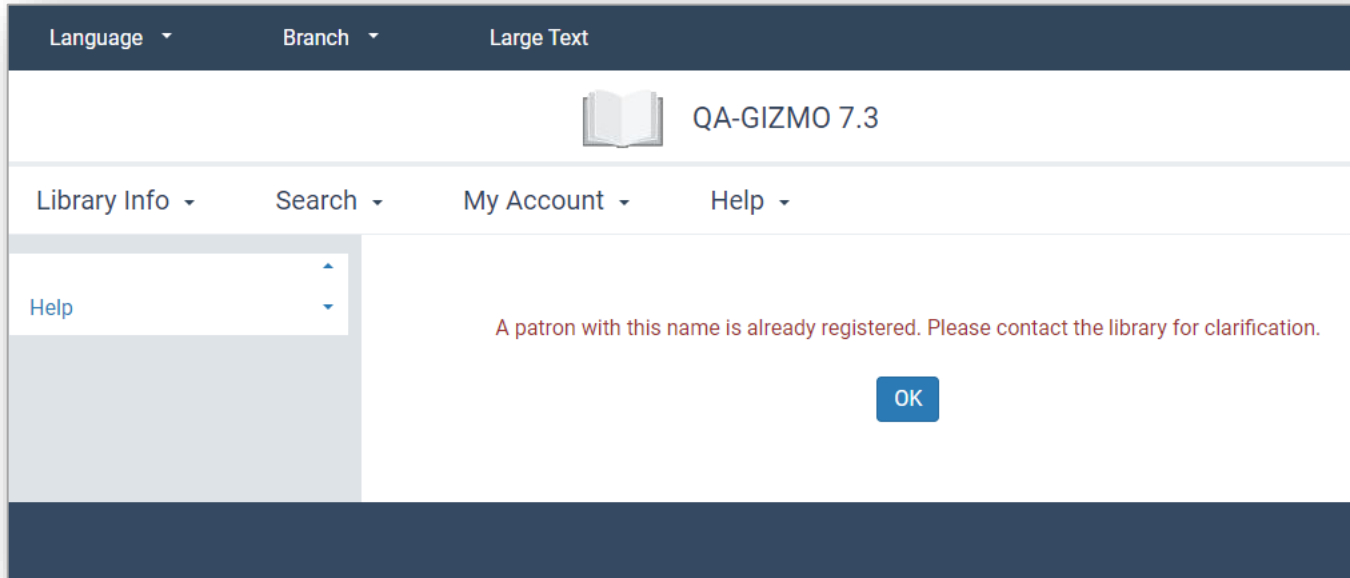 Language Branch Large Text
QA-GIZMO 7.3
Library Info Search My Account Help
Help
A patron with this name is already registered. Please contact the library for clarification.
OK